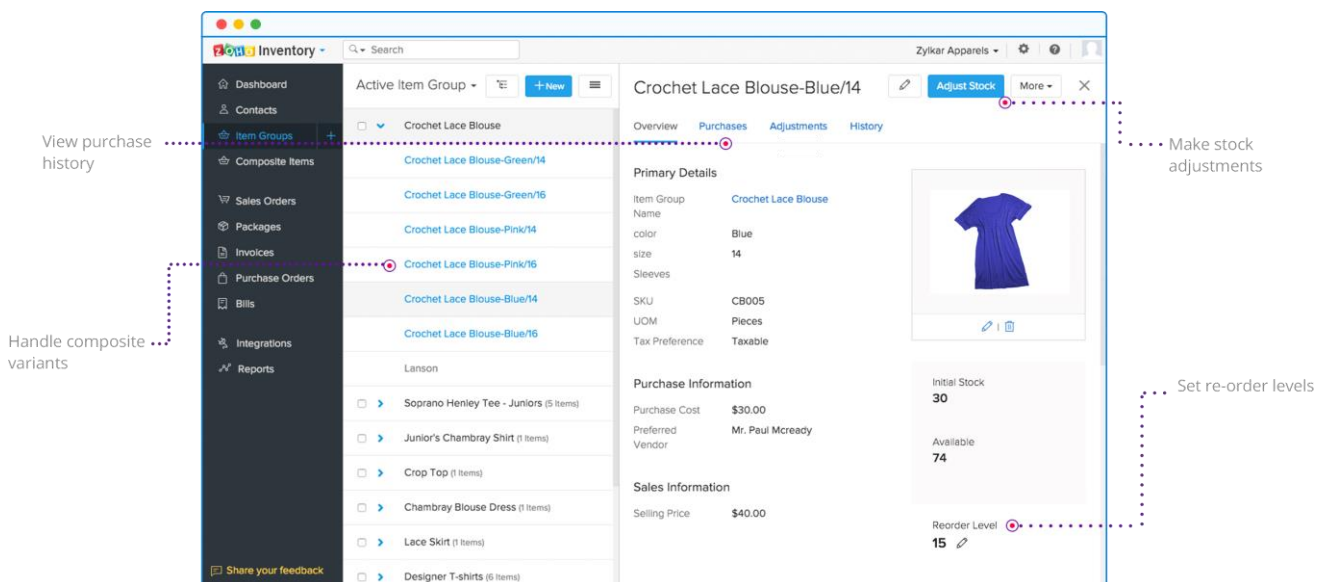 ZOHO Inventory
Search
Zylkar Apparels
Dashboard
Contacts
Item Groups +
Composite Items
Sales Orders
Packages
Invoices
Purchase Orders
Bills
Integrations
Reports
Share your feedback
Active Item Group
+ New
Crochet Lace Blouse
Crochet Lace Blouse-Green/14
Crochet Lace Blouse-Green/16
Crochet Lace Blouse-Pink/14
Crochet Lace Blouse-Pink/16
Crochet Lace Blouse-Blue/14
Crochet Lace Blouse-Blue/16
Lanson
Soprano Henley Tee - Juniors (5 Items)
Junior's Chambray Shirt (1 Items)
Crop Top (1 Items)
Chambray Blouse Dress (1 Items)
Lace Skirt (1 Items)
Designer T-shirts (6 Items)
Crochet Lace Blouse-Blue/14
Adjust Stock
More
Overview Purchases Adjustments History
Primary Details
Item Group Crochet Lace Blouse
Name
color Blue
size 14
Sleeves
SKU CB005
UOM Pieces
Tax Preference Taxable
Purchase Information
Purchase Cost $30.00
Preferred Mr. Paul Mcready
Vendor
Sales Information
Selling Price $40.00
Initial Stock
30
Available
74
Reorder Level
15
View purchase
history
Handle composite
variants
Make stock
adjustments
Set re-order levels